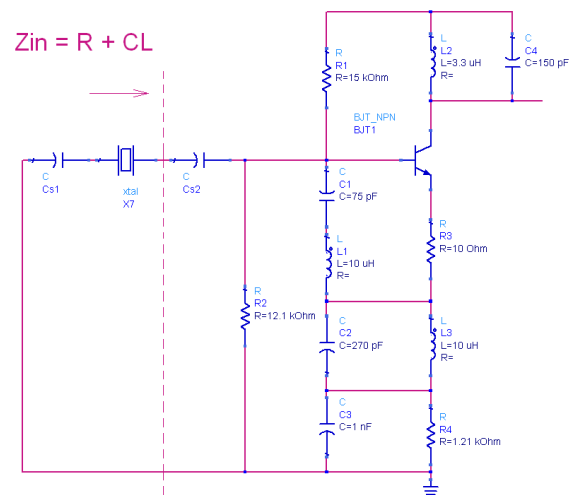 Zin = R + CL
L
L2
L=3.3 uH
R=
C
C4
C=150 pF
R
R1
R=15 kOhm
BJT_NPN
BJT1
C
Cs1
xtal
X7
C
Cs2
C
C1
C=75 pF
R
R3
R=10 Ohm
L
L1
L=10 uH
R=
R
R2
R=12.1 kOhm
C
C2
C=270 pF
L
L3
L=10 uH
R=
C
C3
C=1 nF
R
R4
R=1.21 kOhm